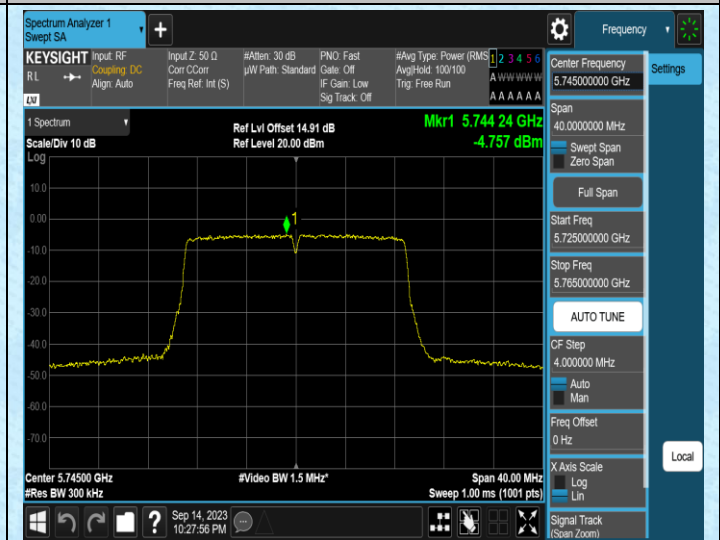 Spectrum Analyzer 1
Swept SA
+
Frequency
KEYSIGHT
RL
LXI
Input: RF
Coupling: DC
Align: Auto
Input Z: 50 Ω
Corr CCorr
Freq Ref: Int (S)
#Atten: 30 dB
µW Path: Standard
PNO: Fast
Gate: Off
IF Gain: Low
Sig Track: Off
#Avg Type: Power (RMS
Avg|Hold: 100/100
Trig: Free Run
1 2 3 4 5 6
A W W W W W
A A A A A A
1 Spectrum
Scale/Div 10 dB
Log
Ref Lvl Offset 14.91 dB
Ref Level 20.00 dBm
Mkr1 5.744 24 GHz
-4.757 dBm
10.0
0.00
-10.0
-20.0
-30.0
-40.0
-50.0
-60.0
-70.0
1
Center 5.74500 GHz
#Res BW 300 kHz
#Video BW 1.5 MHz*
Span 40.00 MHz
Sweep 1.00 ms (1001 pts)
?
Sep 14, 2023
10:27:56 PM
Center Frequency
5.745000000 GHz
Span
40.0000000 MHz
Swept Span
Zero Span
Full Span
Start Freq
5.725000000 GHz
Stop Freq
5.765000000 GHz
AUTO TUNE
CF Step
4.000000 MHz
Auto
Man
Freq Offset
0 Hz
X Axis Scale
Log
Lin
Signal Track
(Span Zoom)
Settings
Local